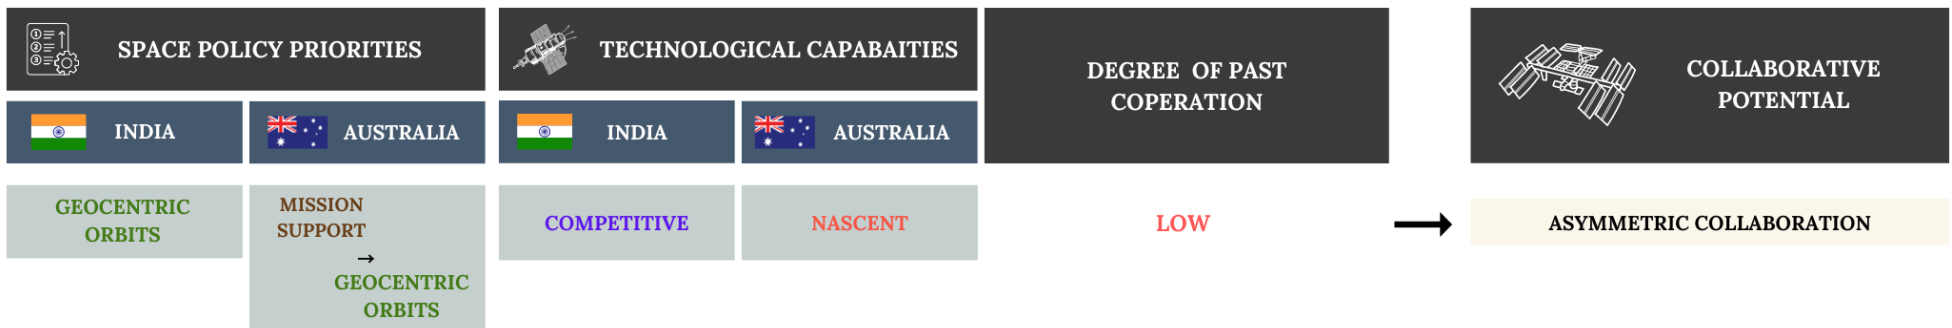 SPACE POLICY PRIORITIES
TECHNOLOGICAL CAPABAITIES
DEGREE OF PAST
COPERATION
COLLABORATIVE
POTENTIAL
INDIA
AUSTRALIA
INDIA
AUSTRALIA
GEOCENTRIC
ORBITS
MISSION
SUPPORT
→
GEOCENTRIC
ORBITS
COMPETITIVE
NASCENT
LOW
ASYMMETRIC COLLABORATION